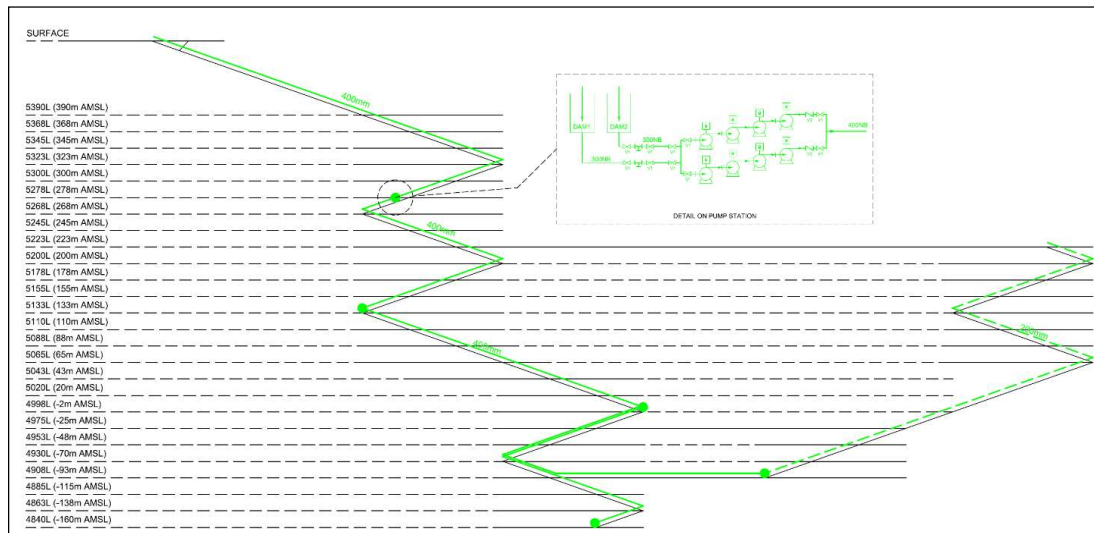 SURFACE
5390L (390m AMSL)
5368L (368m AMSL)
5345L (345m AMSL)
5323L (323m AMSL)
5300L (300m AMSL)
5278L (278m AMSL)
5268L (268m AMSL)
5245L (245m AMSL)
5223L (223m AMSL)
5200L (200m AMSL)
5178L (178m AMSL)
5155L (155m AMSL)
5133L (133m AMSL)
5110L (110m AMSL)
5088L (88m AMSL)
5065L (65m AMSL)
5043L (43m AMSL)
5020L (20m AMSL)
4998L (-2m AMSL)
4975L (-25m AMSL)
4953L (-48m AMSL)
4930L (-70m AMSL)
4908L (-93m AMSL)
4885L (-115m AMSL)
4863L (-138m AMSL)
4840L (-160m AMSL)
400mm
400mm
400mm
DAM1
DAM2
300NB
300NB
400NB
DETAIL ON PUMP STATION